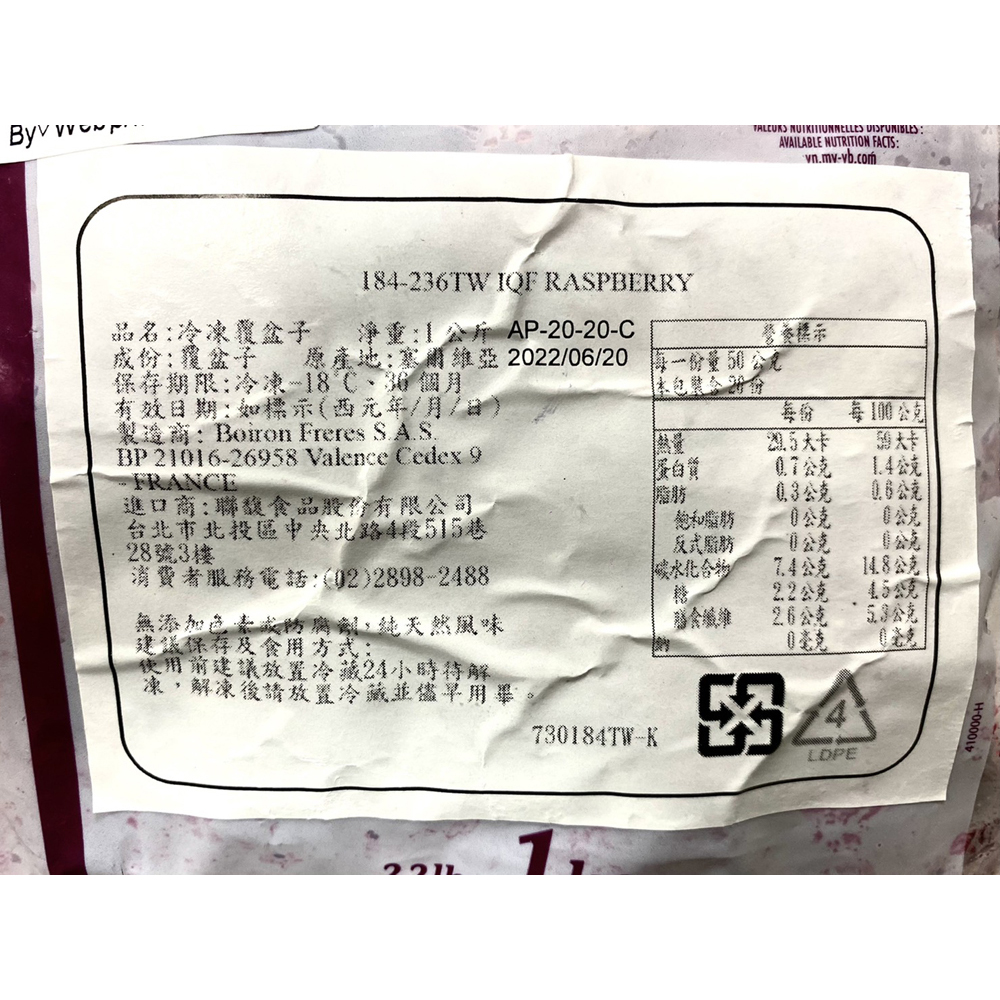 By
VALEURS NUTRITIONNELLES DISPONIBLES :
AVAILABLE NUTRITION FACTS:
vn.my-vb.com
184-236TW IQF RASPBERRY
品名:冷凍覆盆子 淨重:1 公斤 AP-20-20-C
成份:覆盆子 原產地:塞爾維亞 2022/06/20
保存期限:冷凍-18℃、36 個月
有效日期:如標示(西元年/月/日)
製造商: Boiron Freres S.A.S.
BP 21016-26958 Valence Cedex 9
- FRANCE
進口商:聯馥食品股份有限公司
台北市北投區中央北路4段515巷
28號3樓
消費者服務電話:(02)2898-2488
無添加色素或防腐劑,純天然風味
建議保存及食用方式:
使用前建議放置冷藏24小時待解
凍,解凍後請放置冷藏並儘早用畢。
730184TW-K
營養標示
每一份量 50 公克
本包裝含 20 份
每份 每 100 公克
熱量 29.5大卡 59大卡
蛋白質 0.7公克 1.4公克
脂肪 0.3公克 0.6公克
飽和脂肪 0公克 0公克
反式脂肪 0公克 0公克
碳水化合物 7.4公克 14.8公克
糖 2.2公克 4.5公克
膳食纖維 2.6公克 5.3公克
鈉 0毫克 0毫克
4
LDPE
410000-H
2.2lb 1